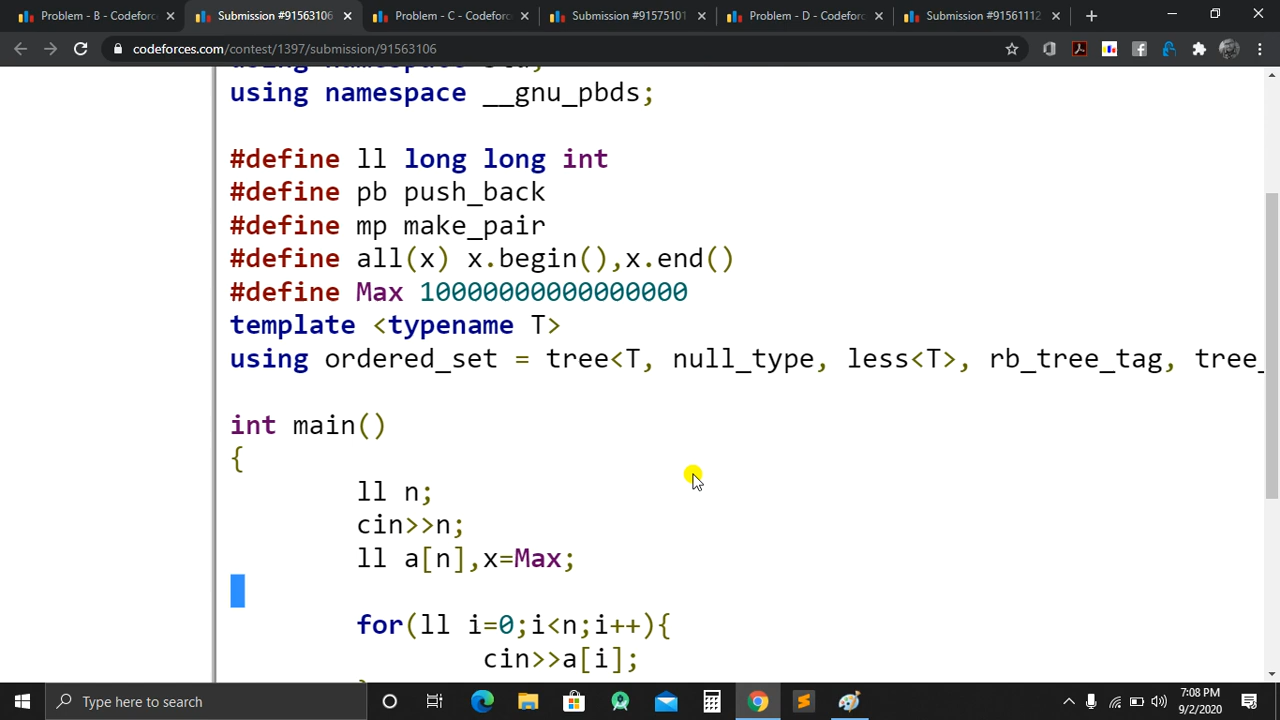 Problem - B - Codeforces
Submission #91563106
Problem - C - Codeforces
Submission #91575101
Problem - D - Codeforces
Submission #91561112
codeforces.com/contest/1397/submission/91563106
using namespace __gnu_pbds;
#define ll long long int
#define pb push_back
#define mp make_pair
#define all(x) x.begin(),x.end()
#define Max 10000000000000000
template <typename T>
using ordered_set = tree<T, null_type, less<T>, rb_tree_tag, tree_
int main()
{
ll n;
cin>>n;
ll a[n],x=Max;
for(ll i=0;i<n;i++){
cin>>a[i];
Type here to search
7:08 PM
9/2/2020